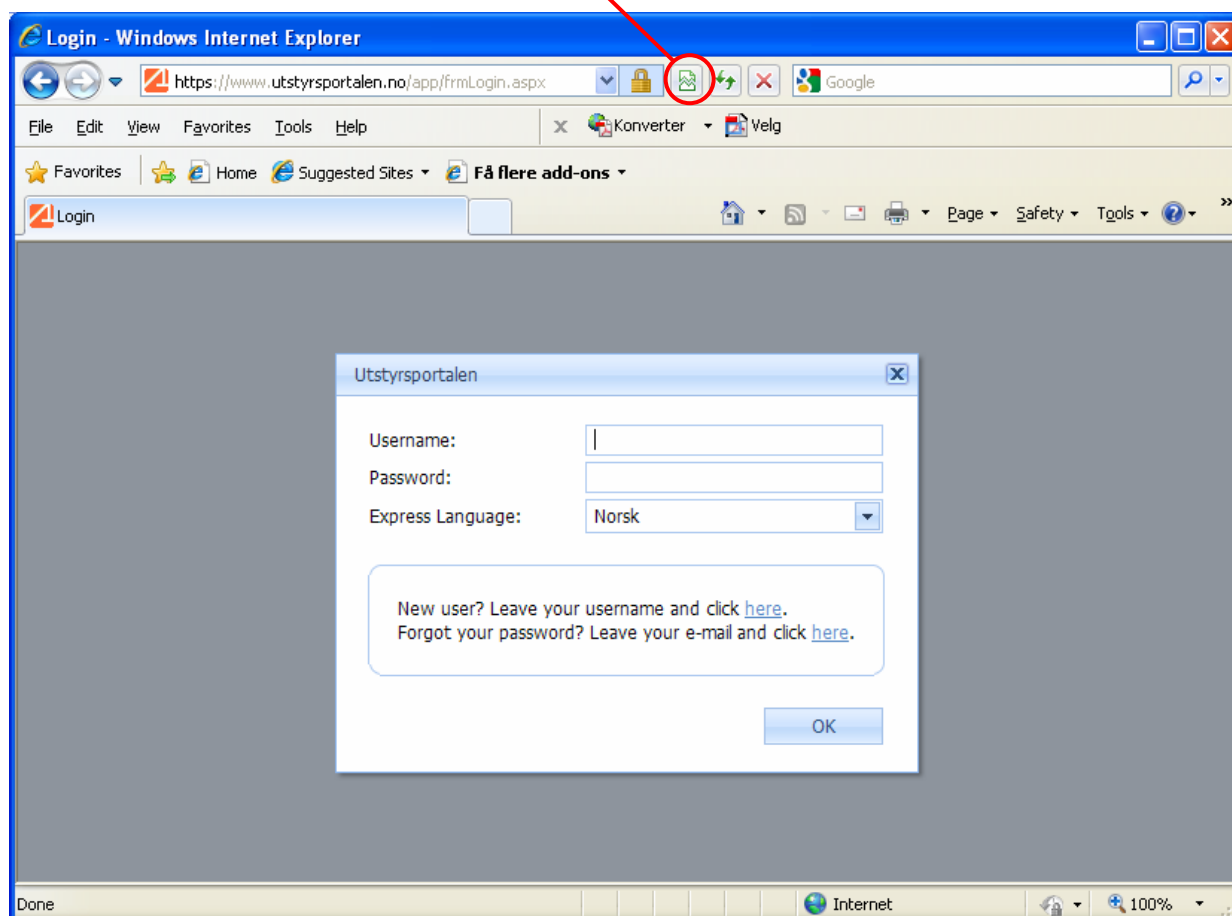 Login - Windows Internet Explorer
https://www.utstyrsportalen.no/app/frmLogin.aspx
Google
File Edit View Favorites Tools Help
x Konverter Velg
Favorites Home Suggested Sites Få flere add-ons
Login
Page Safety Tools »
Utstyrsportalen
Username:
Password:
Express Language: Norsk
New user? Leave your username and click here.
Forgot your password? Leave your e-mail and click here.
OK
Done Internet 100%